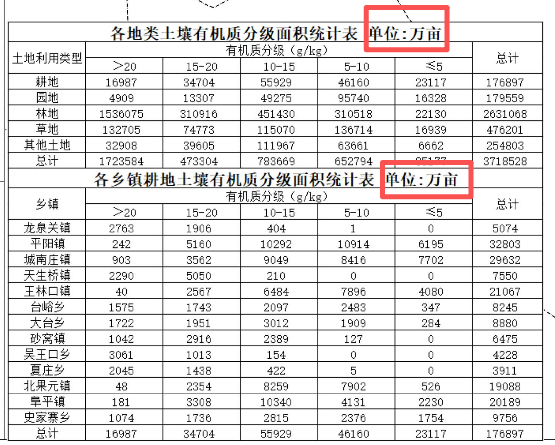 各地类土壤有机质分级面积统计表 单位:万亩
土地利用类型 有机质分级(g/kg) 总计
>20 15-20 10-15 5-10 ≤5
耕地 16987 34704 55929 46160 23117 176897
园地 4909 13307 49275 95740 16328 179559
林地 1536075 310916 451430 310518 22130 2631068
草地 132705 74773 115070 136714 16939 476201
其他土地 32908 39605 111967 63661 6662 254803
总计 1723584 473304 783669 652794 3718528
各乡镇耕地土壤有机质分级面积统计表 单位:万亩
乡镇 有机质分级(g/kg) 总计
>20 15-20 10-15 5-10 ≤5
龙泉关镇 2763 1906 404 1 0 5074
平阳镇 242 5160 10292 10914 6195 32803
城南庄镇 903 3562 9049 8416 7702 29632
天生桥镇 2290 5050 210 0 0 7550
王林口镇 40 2567 6484 7896 4080 21067
台峪乡 1575 1743 2097 2483 347 8245
大台乡 1722 1951 3012 1909 284 8880
砂窝镇 1042 2916 2389 127 0 6475
吴王口乡 3061 1013 154 0 0 4228
夏庄乡 2045 1438 422 5 0 3911
北果元镇 48 2354 8259 7902 526 19088
阜平镇 181 3308 10340 4131 2230 20189
史家寨乡 1074 1736 2815 2376 1754 9756
总计 16987 34704 55929 46160 23117 176897